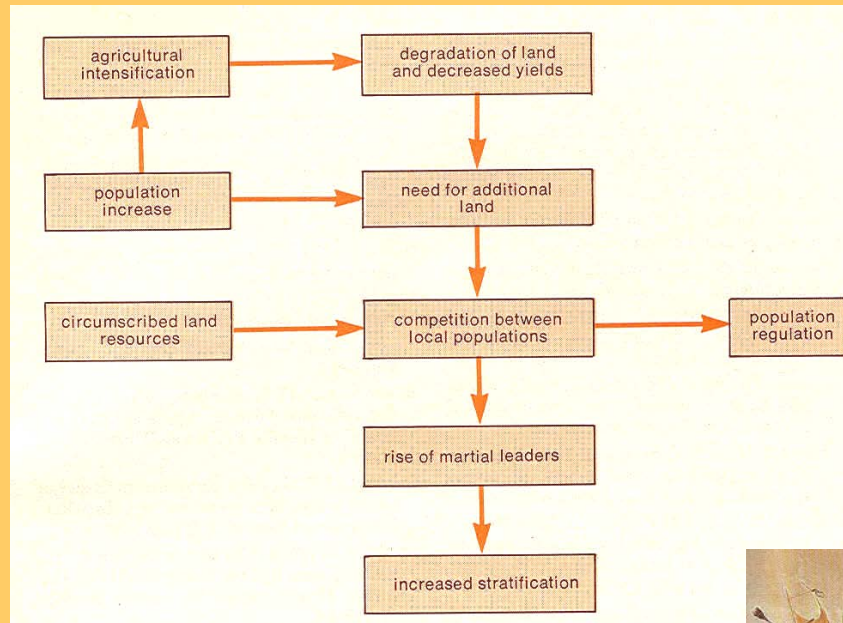 agricultural
intensification
degradation of land
and decreased yields
population
increase
need for additional
land
circumscribed land
resources
competition between
local populations
population
regulation
rise of martial leaders
increased stratification